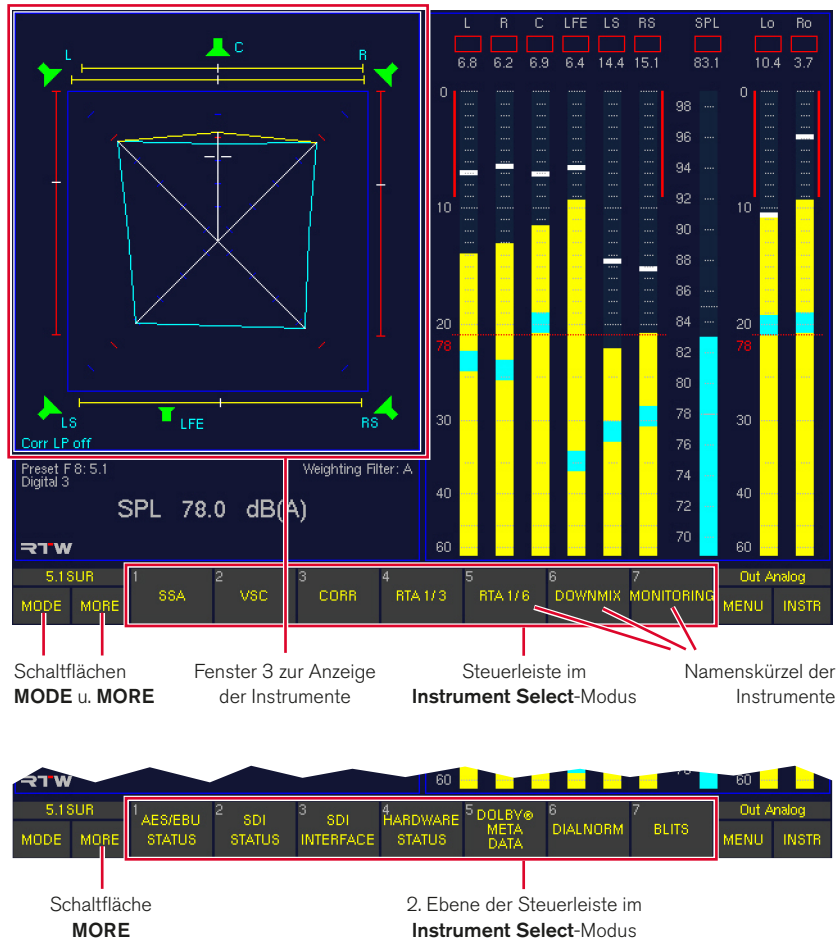 L R C LFE LS RS SPL Lo Ro
6.8 6.2 6.9 6.4 14.4 15.1 83.1 10.4 3.7
L C R
0 98 0
96
94
92
10 90 10
88
86
20 84 20
78 82 78
80
30 78 30
76
74
40 72 40
70
60 60
LS LFE RS
Corr LP off
Preset F 8: 5.1 Weighting Filter: A
Digital 3
SPL 78.0 dB(A)
RTW
5.1SUR
MODE MORE
1 SSA
2 VSC
3 CORR
4 RTA 1/3
5 RTA 1/6
6 DOWNMIX
7 MONITORING
Out Analog
MENU INSTR
Schaltflächen
MODE u. MORE
Fenster 3 zur Anzeige
der Instrumente
Steuerleiste im
Instrument Select-Modus
Namenskürzel der
Instrumente
RTW
60 60
5.1SUR
MODE MORE
1 AES/EBU
STATUS
2 SDI
STATUS
3 SDI
INTERFACE
4 HARDWARE
STATUS
5 DOLBY®
META
DATA
6 DIALNORM
7 BLITS
Out Analog
MENU INSTR
Schaltfläche
MORE
2. Ebene der Steuerleiste im
Instrument Select-Modus